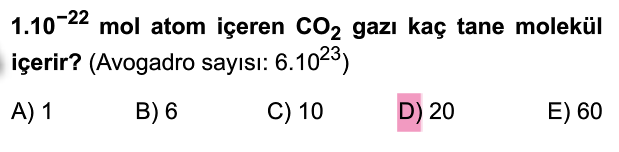 1.10⁻²² mol atom içeren CO₂ gazı kaç tane molekül
içerir? (Avogadro sayısı: 6.10²³)
A) 1 B) 6 C) 10 D) 20 E) 60